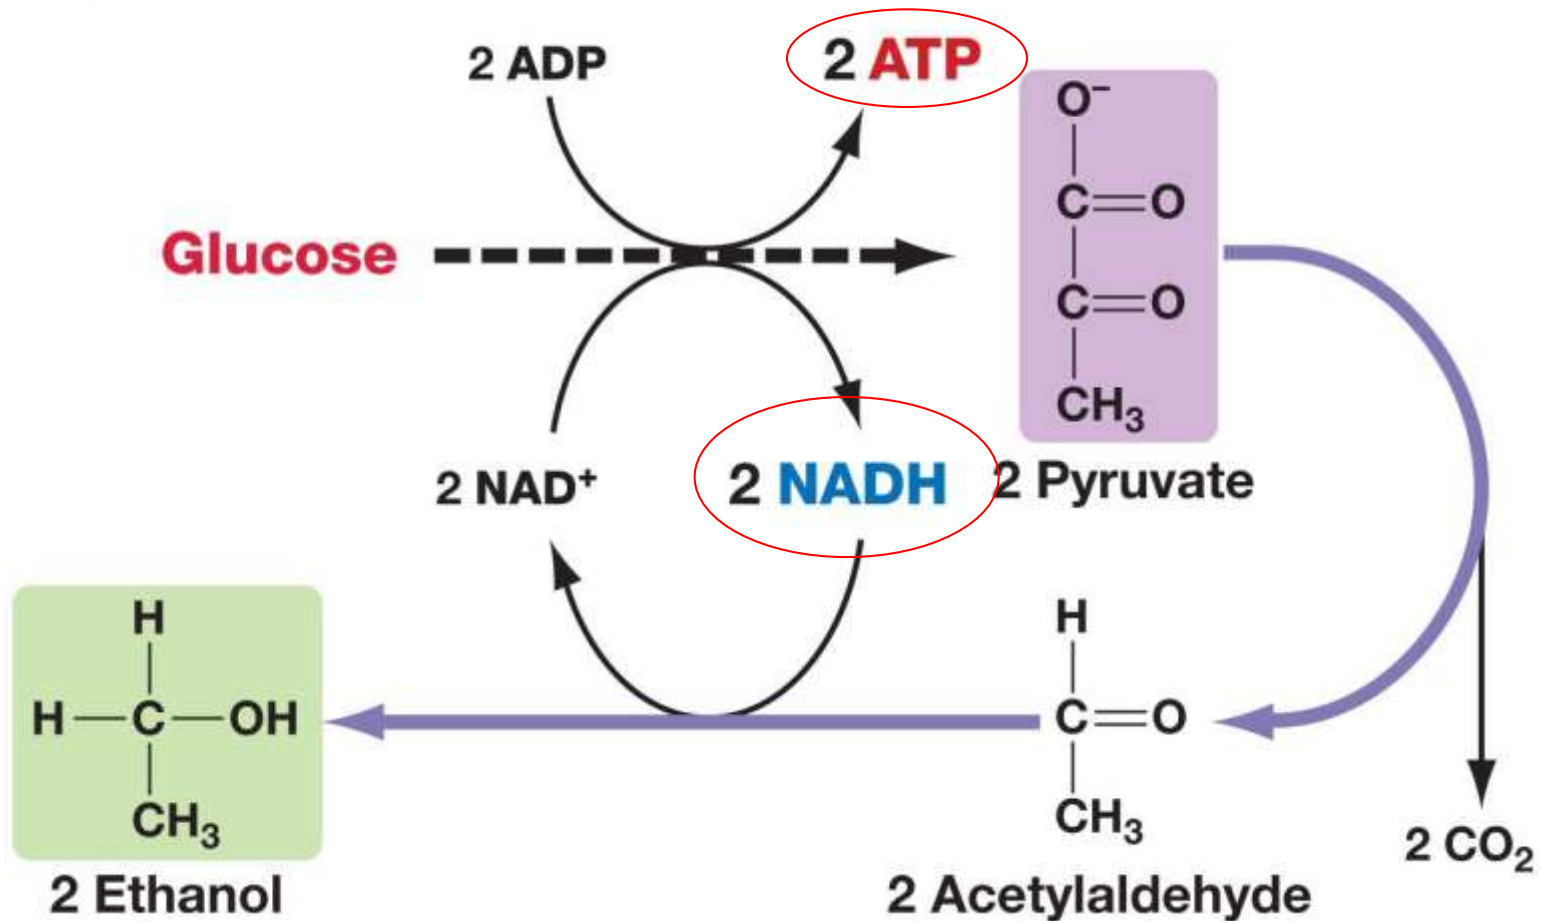 2 ADP
2 ATP
Glucose
O⁻
C=O
C=O
CH₃
2 Pyruvate
2 NAD⁺
2 NADH
H
H—C—OH
CH₃
2 Ethanol
H
C=O
CH₃
2 Acetylaldehyde
2 CO₂